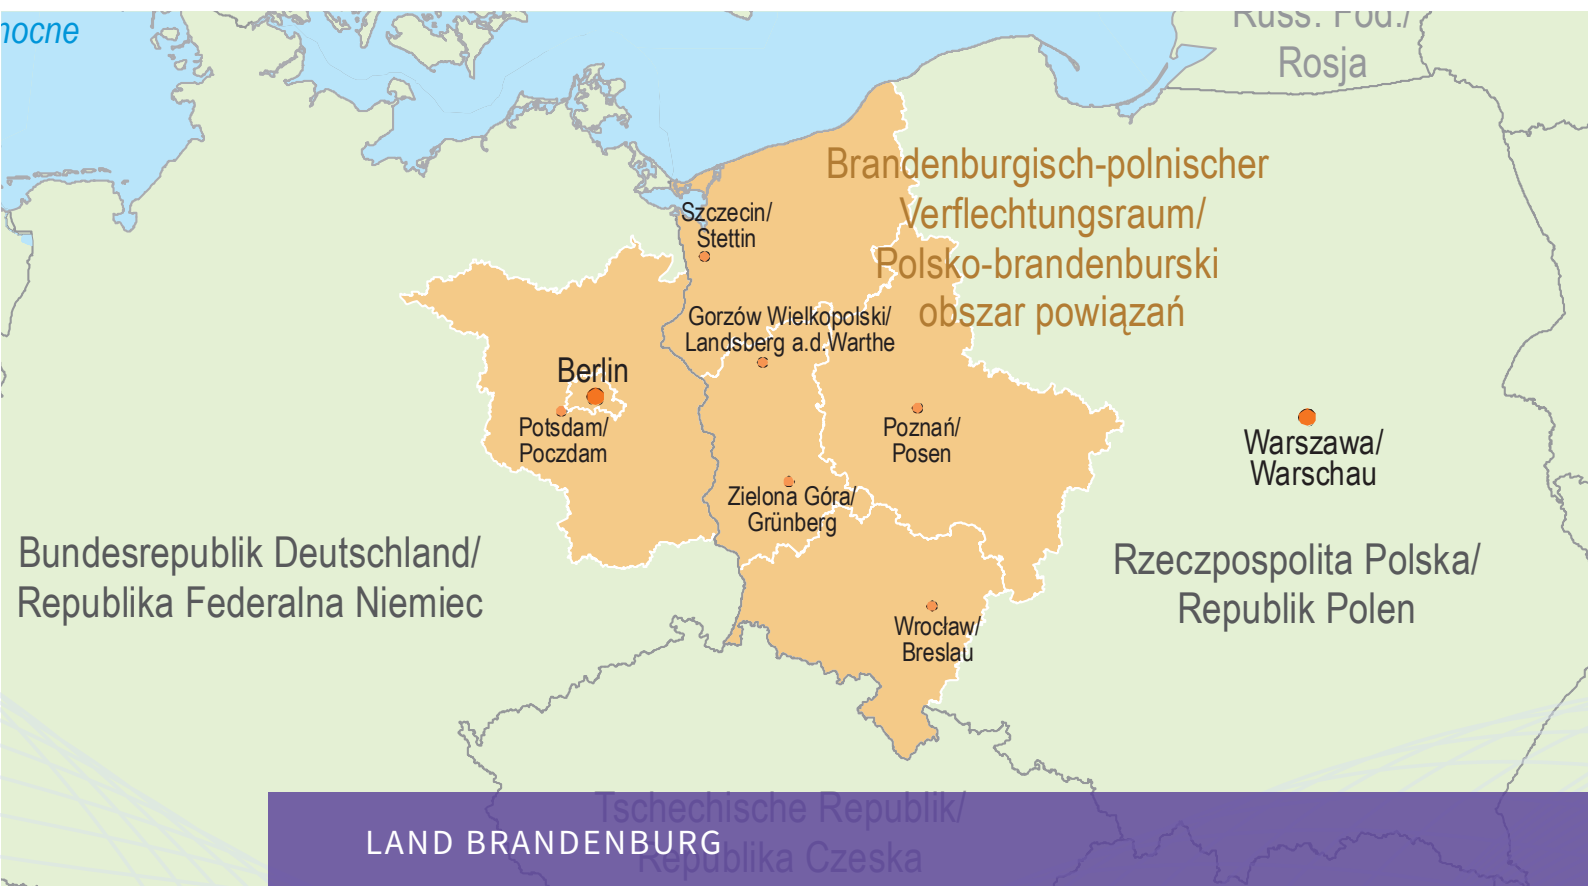 Russ. Föd./
Rosja
Brandenburgisch-polnischer
Verflechtungsraum/
Polsko-brandenburski
obszar powiązań
Szczecin/
Stettin
Gorzów Wielkopolski/
Landsberg a.d.Warthe
Berlin
Potsdam/
Poczdam
Poznań/
Posen
Warszawa/
Warschau
Zielona Góra/
Grünberg
Bundesrepublik Deutschland/
Republika Federalna Niemiec
Rzeczpospolita Polska/
Republik Polen
Wrocław/
Breslau
Tschechische Republik/
Republika Czeska
LAND BRANDENBURG